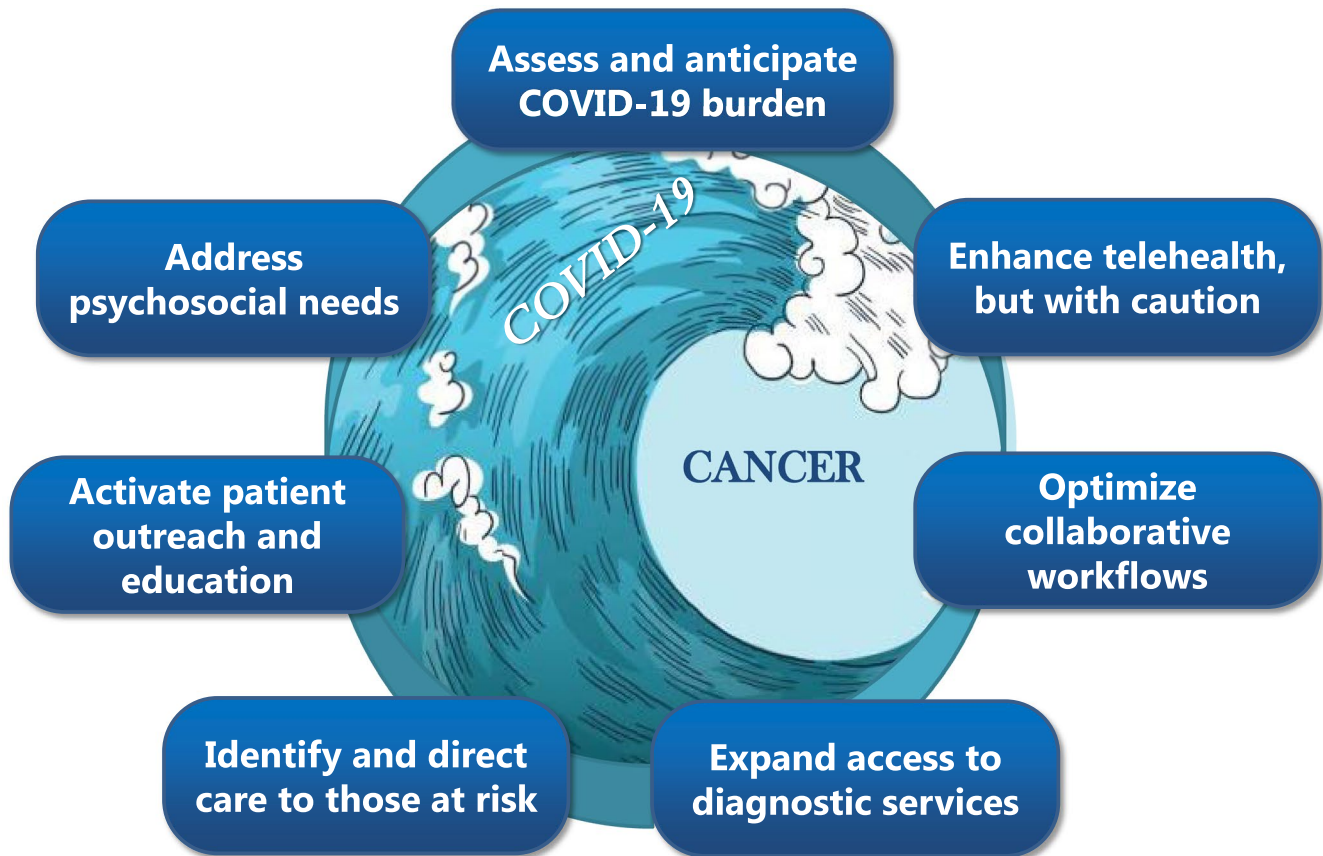 Assess and anticipate
COVID-19 burden
Enhance telehealth,
but with caution
Optimize
collaborative
workflows
Expand access to
diagnostic services
Identify and direct
care to those at risk
Activate patient
outreach and
education
Address
psychosocial needs
COVID-19
CANCER